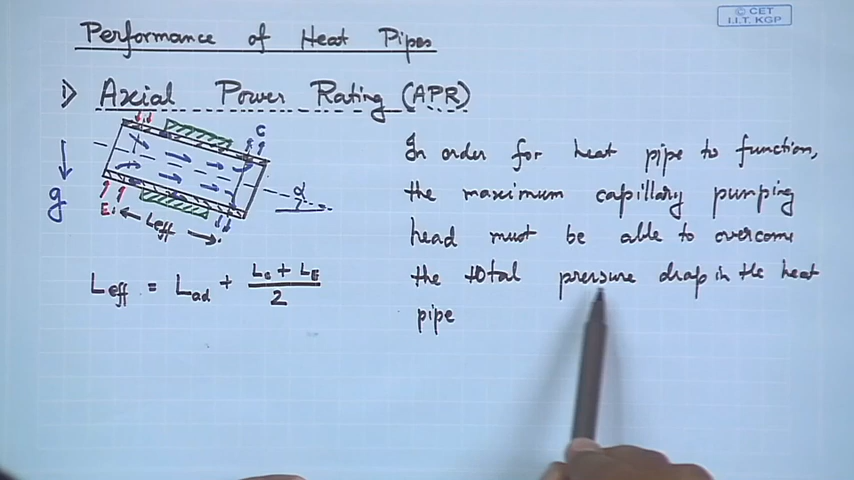 © CET
I.I.T. KGP
Performance of Heat Pipes
1) Axial Power Rating (APR)
g
E
C
α
Leff
Leff = Lad + Lc + LE / 2
In order for heat pipe to function,
the maximum capillary pumping
head must be able to overcome
the total pressure drop in the heat
pipe